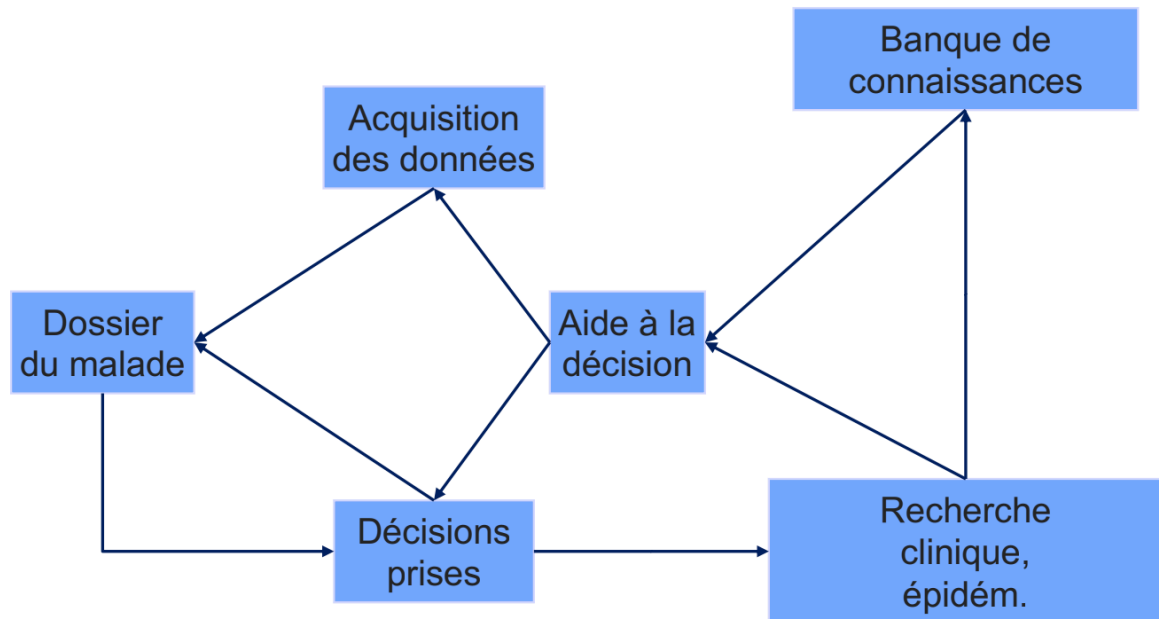 Banque de
connaissances
Acquisition
des données
Dossier
du malade
Aide à la
décision
Décisions
prises
Recherche
clinique,
épidém.